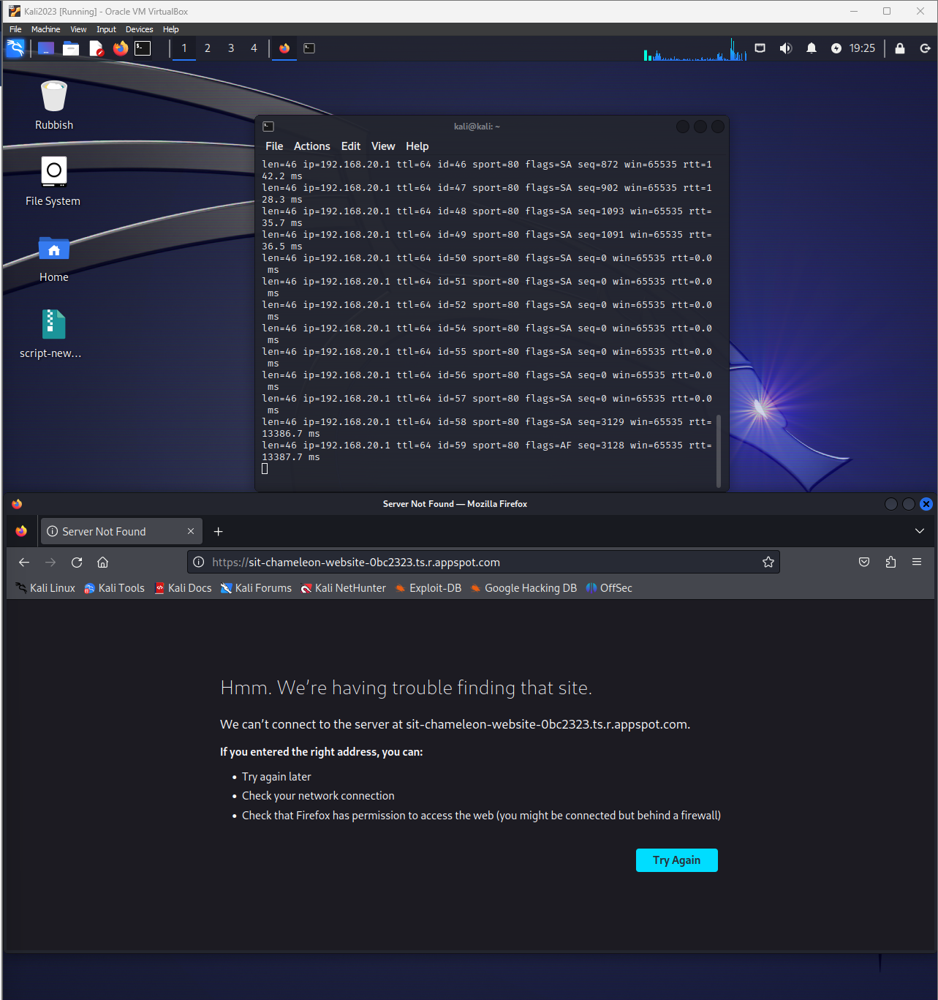 Kali2023 [Running] - Oracle VM VirtualBox
File Machine View Input Devices Help
1 2 3 4 19:25
Rubbish
File System
Home
script-new...
kali@kali: ~
File Actions Edit View Help
len=46 ip=192.168.20.1 ttl=64 id=46 sport=80 flags=SA seq=872 win=65535 rtt=1
42.2 ms
len=46 ip=192.168.20.1 ttl=64 id=47 sport=80 flags=SA seq=902 win=65535 rtt=1
28.3 ms
len=46 ip=192.168.20.1 ttl=64 id=48 sport=80 flags=SA seq=1093 win=65535 rtt=
35.7 ms
len=46 ip=192.168.20.1 ttl=64 id=49 sport=80 flags=SA seq=1091 win=65535 rtt=
36.5 ms
len=46 ip=192.168.20.1 ttl=64 id=50 sport=80 flags=SA seq=0 win=65535 rtt=0.0
ms
len=46 ip=192.168.20.1 ttl=64 id=51 sport=80 flags=SA seq=0 win=65535 rtt=0.0
ms
len=46 ip=192.168.20.1 ttl=64 id=52 sport=80 flags=SA seq=0 win=65535 rtt=0.0
ms
len=46 ip=192.168.20.1 ttl=64 id=54 sport=80 flags=SA seq=0 win=65535 rtt=0.0
ms
len=46 ip=192.168.20.1 ttl=64 id=55 sport=80 flags=SA seq=0 win=65535 rtt=0.0
ms
len=46 ip=192.168.20.1 ttl=64 id=56 sport=80 flags=SA seq=0 win=65535 rtt=0.0
ms
len=46 ip=192.168.20.1 ttl=64 id=57 sport=80 flags=SA seq=0 win=65535 rtt=0.0
ms
len=46 ip=192.168.20.1 ttl=64 id=58 sport=80 flags=SA seq=3129 win=65535 rtt=
13386.7 ms
len=46 ip=192.168.20.1 ttl=64 id=59 sport=80 flags=AF seq=3128 win=65535 rtt=
13387.7 ms
Server Not Found — Mozilla Firefox
Server Not Found
https://sit-chameleon-website-0bc2323.ts.r.appspot.com
Kali Linux Kali Tools Kali Docs Kali Forums Kali NetHunter Exploit-DB Google Hacking DB OffSec
Hmm. We're having trouble finding that site.
We can't connect to the server at sit-chameleon-website-0bc2323.ts.r.appspot.com.
If you entered the right address, you can:
• Try again later
• Check your network connection
• Check that Firefox has permission to access the web (you might be connected but behind a firewall)
Try Again